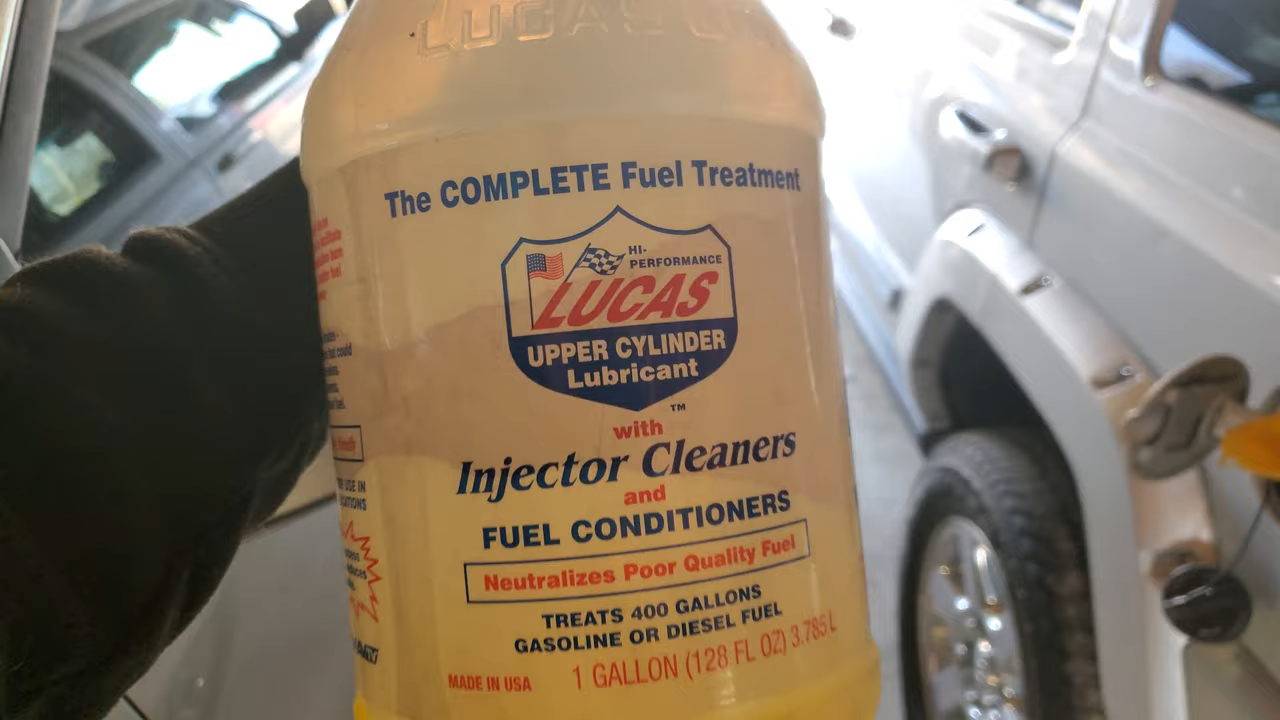 LUCAS
The COMPLETE Fuel Treatment
HI-
PERFORMANCE
LUCAS
UPPER CYLINDER
Lubricant
TM
with
Injector Cleaners
and
FUEL CONDITIONERS
Neutralizes Poor Quality Fuel
TREATS 400 GALLONS
GASOLINE OR DIESEL FUEL
MADE IN USA
1 GALLON (128 FL OZ) 3.785 L